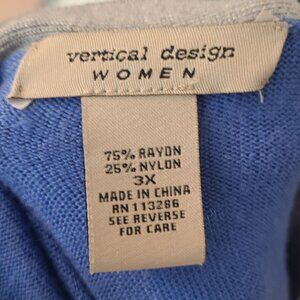 vertical design
WOMEN
75% RAYON
25% NYLON
3X
MADE IN CHINA
RN 113286
SEE REVERSE
FOR CARE